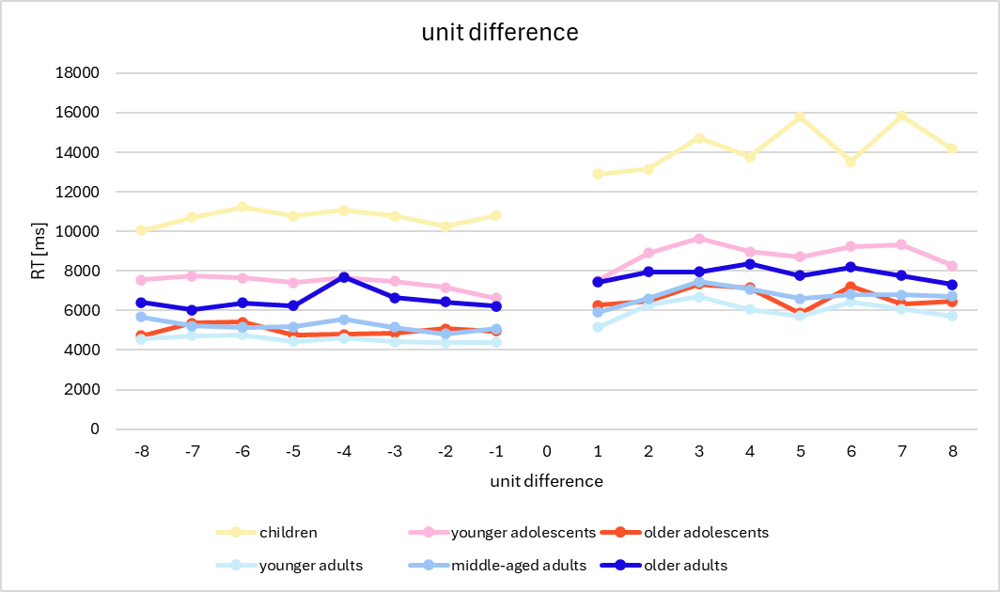 unit difference
18000
16000
14000
12000
10000
8000
6000
4000
2000
0
RT [ms]
-8 -7 -6 -5 -4 -3 -2 -1 0 1 2 3 4 5 6 7 8
unit difference
children younger adolescents older adolescents
younger adults middle-aged adults older adults